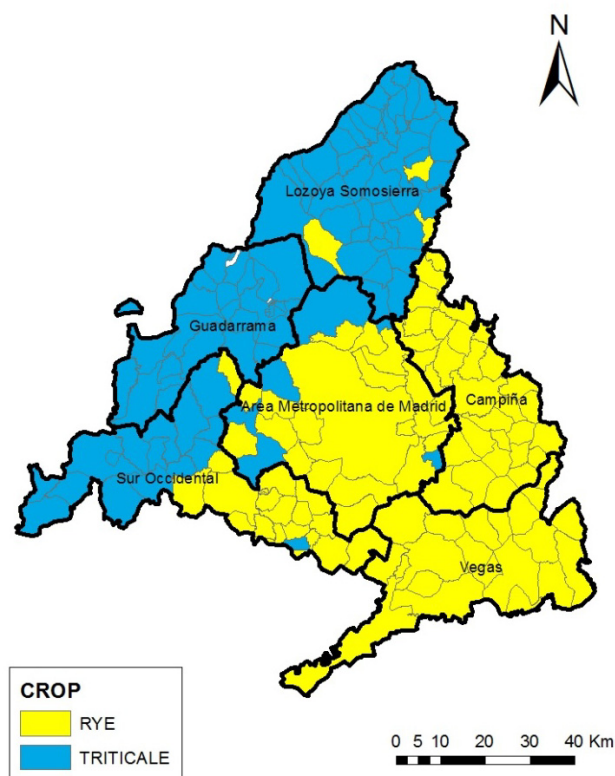 N
Lozoya Somosierra
Guadarrama
Área Metropolitana de Madrid
Campiña
Sur Occidental
Vegas
CROP
RYE
TRITICALE
0 5 10 20 30 40 Km